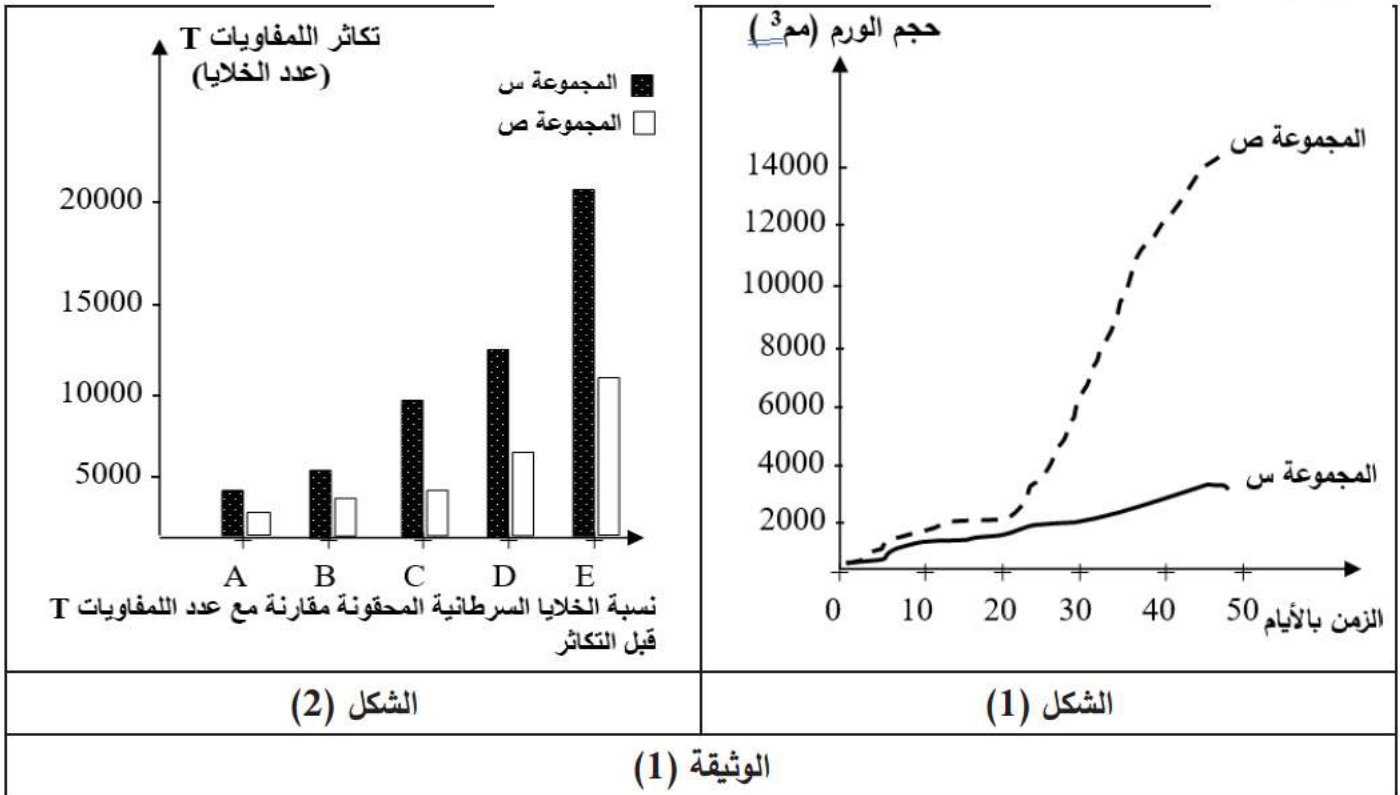 حجم الورم (مم³)
المجموعة ص
14000
12000
10000
8000
6000
4000
المجموعة س
2000
0 10 20 30 40 50 الزمن بالأيام
الشكل (1)
تكاثر اللمفاويات T
(عدد الخلايا)
المجموعة س
المجموعة ص
20000
15000
10000
5000
A B C D E
نسبة الخلايا السرطانية المحقونة مقارنة مع عدد اللمفاويات T
قبل التكاثر
الشكل (2)
الوثيقة (1)